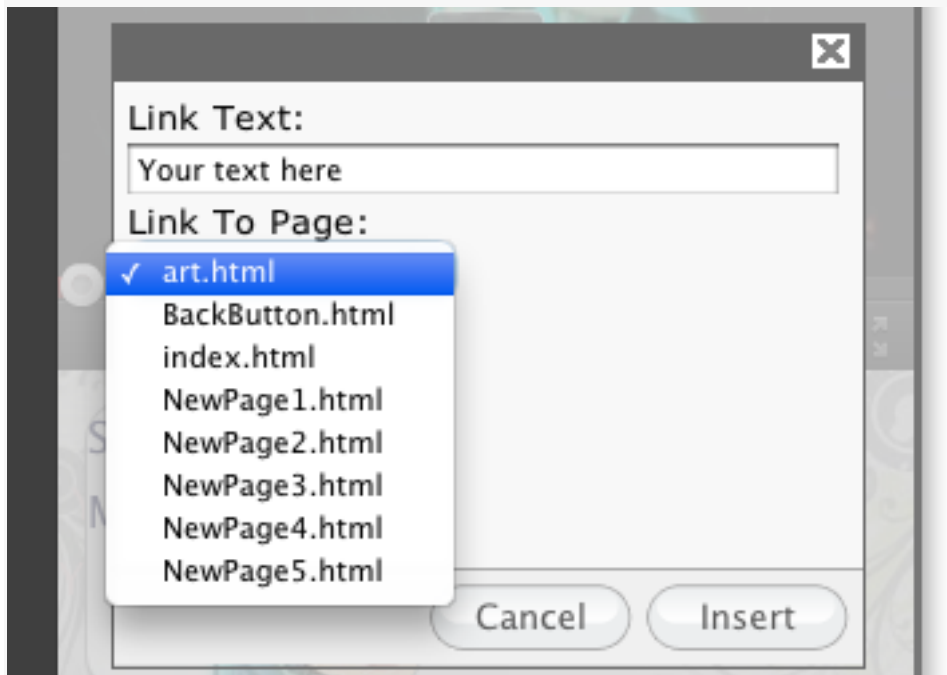 Link Text:
Your text here
Link To Page:
✓ art.html
BackButton.html
index.html
NewPage1.html
NewPage2.html
NewPage3.html
NewPage4.html
NewPage5.html
Cancel Insert